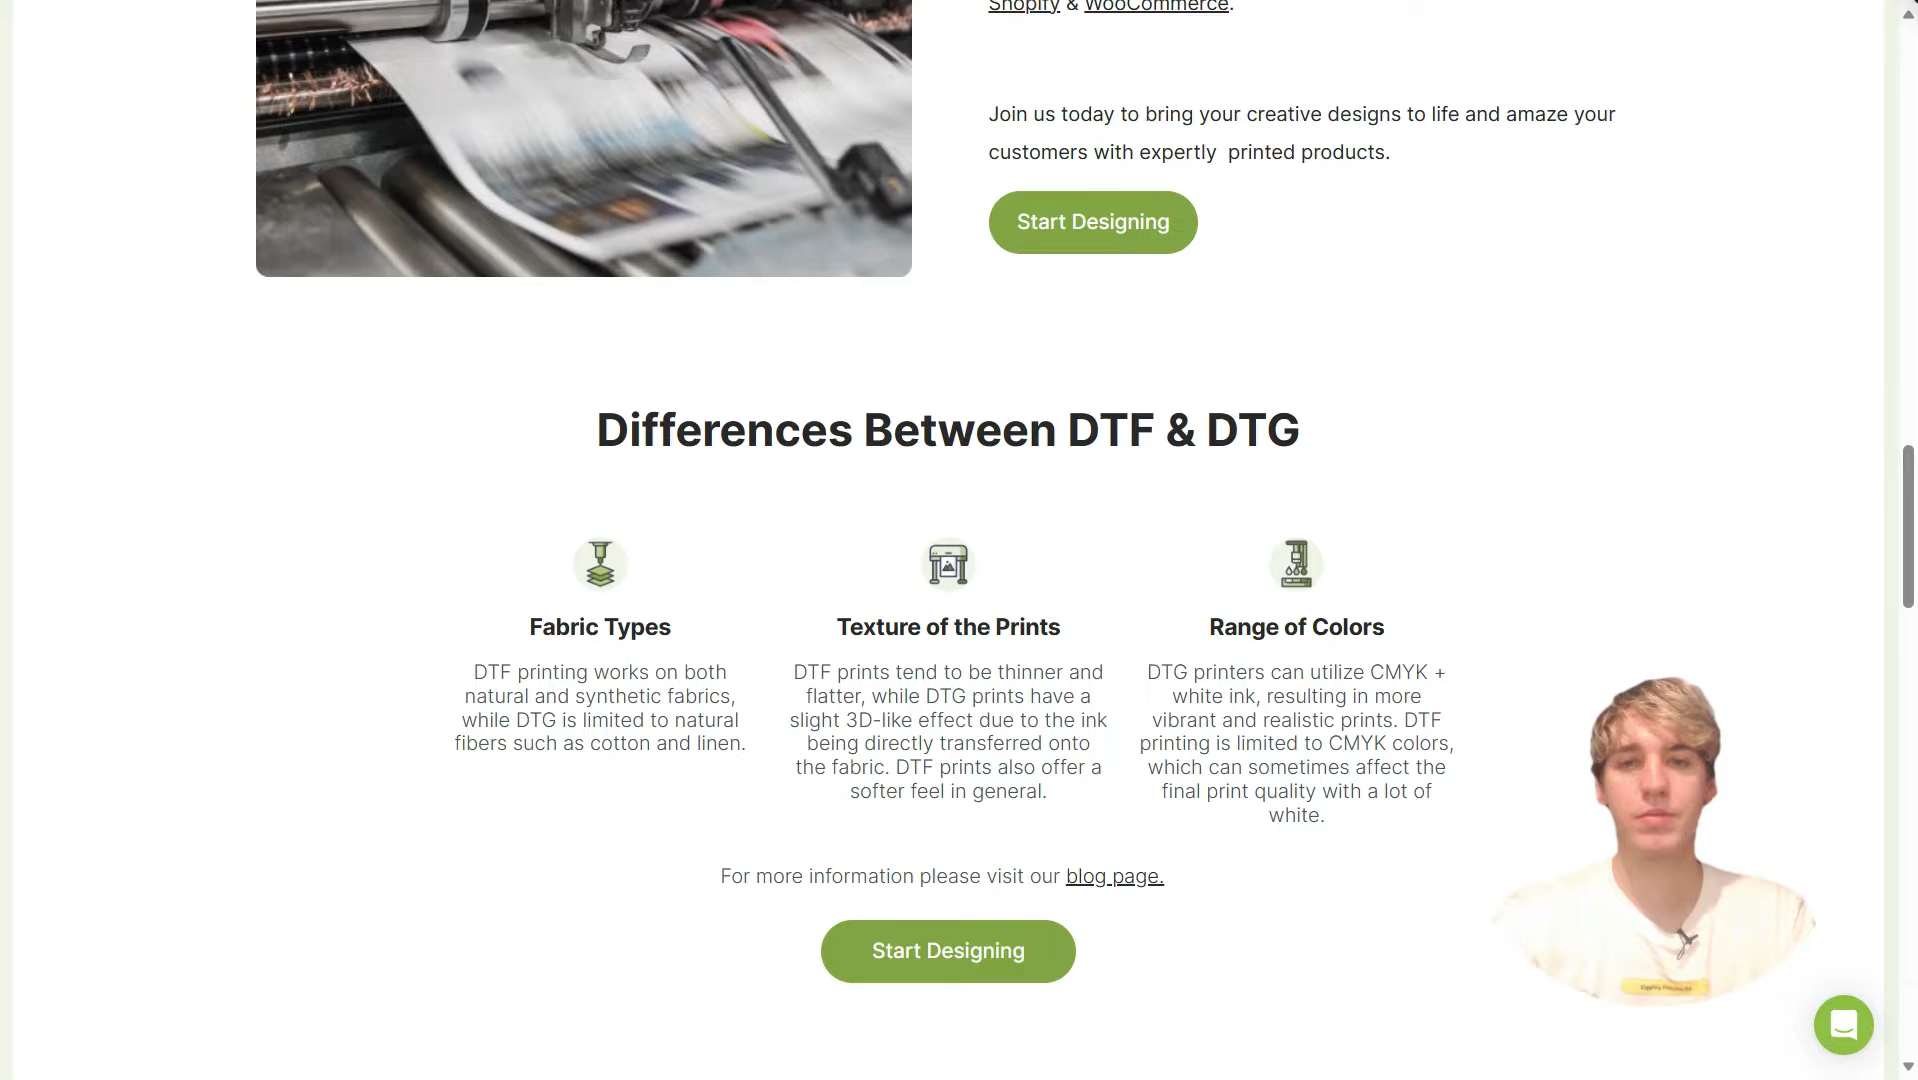 Shopify & WooCommerce.
Join us today to bring your creative designs to life and amaze your
customers with expertly printed products.
Start Designing
Differences Between DTF & DTG
Fabric Types
DTF printing works on both
natural and synthetic fabrics,
while DTG is limited to natural
fibers such as cotton and linen.
Texture of the Prints
DTF prints tend to be thinner and
flatter, while DTG prints have a
slight 3D-like effect due to the ink
being directly transferred onto
the fabric. DTF prints also offer a
softer feel in general.
Range of Colors
DTG printers can utilize CMYK +
white ink, resulting in more
vibrant and realistic prints. DTF
printing is limited to CMYK colors,
which can sometimes affect the
final print quality with a lot of
white.
For more information please visit our blog page.
Start Designing